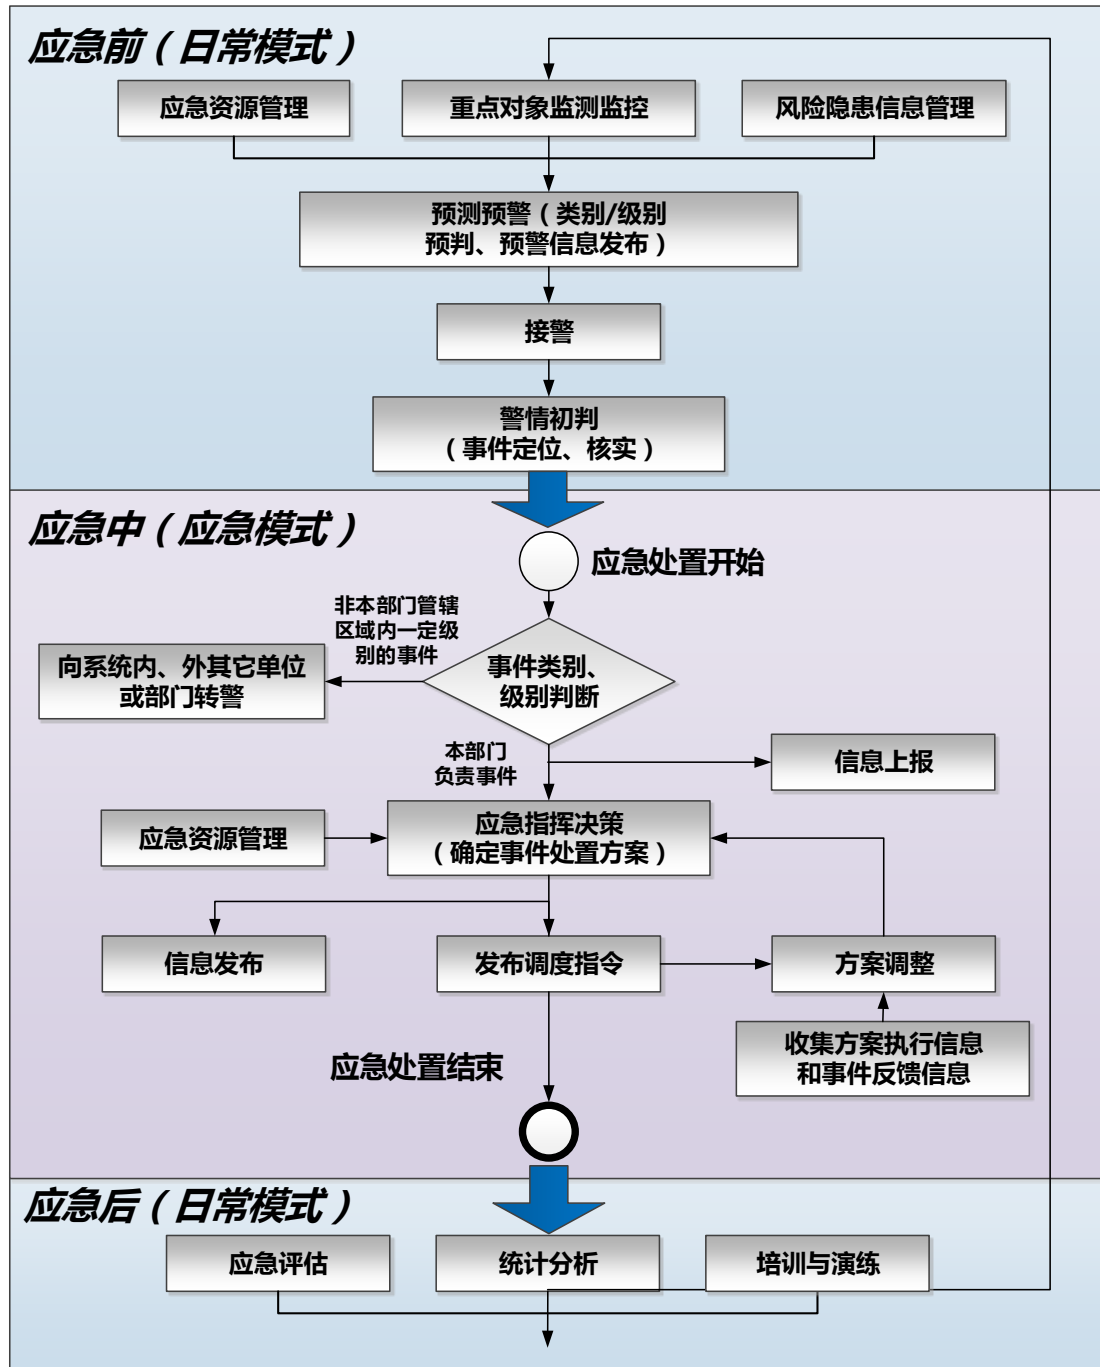 应急前（日常模式）
应急资源管理
重点对象监测监控
风险隐患信息管理
预测预警（类别/级别
预判、预警信息发布）
接警
警情初判
（事件定位、核实）
应急中（应急模式）
应急处置开始
非本部门管辖
区域内一定级
别的事件
向系统内、外其它单位
或部门转警
事件类别、
级别判断
本部门
负责事件
信息上报
应急资源管理
应急指挥决策
（确定事件处置方案）
信息发布
发布调度指令
方案调整
收集方案执行信息
和事件反馈信息
应急处置结束
应急后（日常模式）
应急评估
统计分析
培训与演练